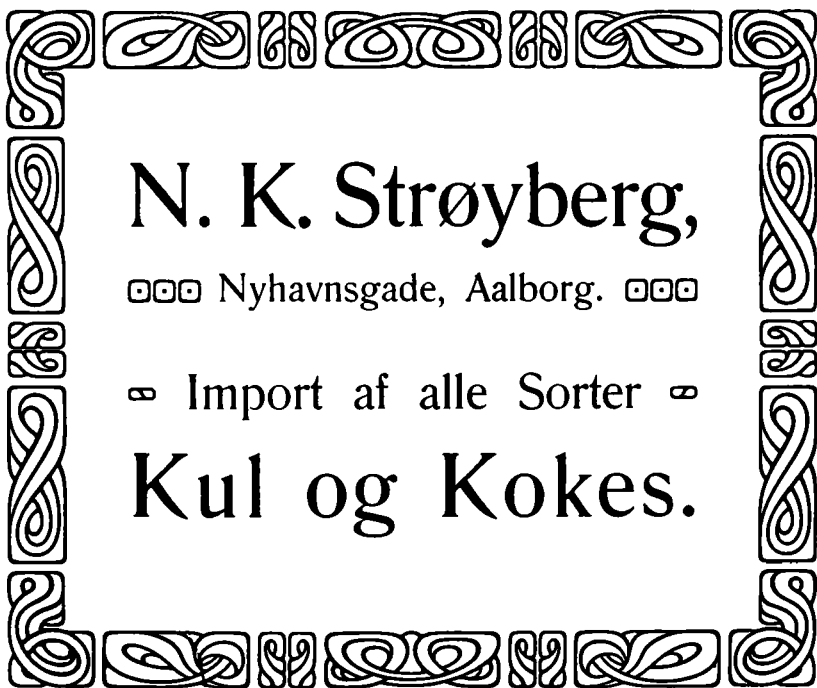 N. K. Strøyberg,
Nyhavnsgade, Aalborg.
Import af alle Sorter
Kul og Kokes.